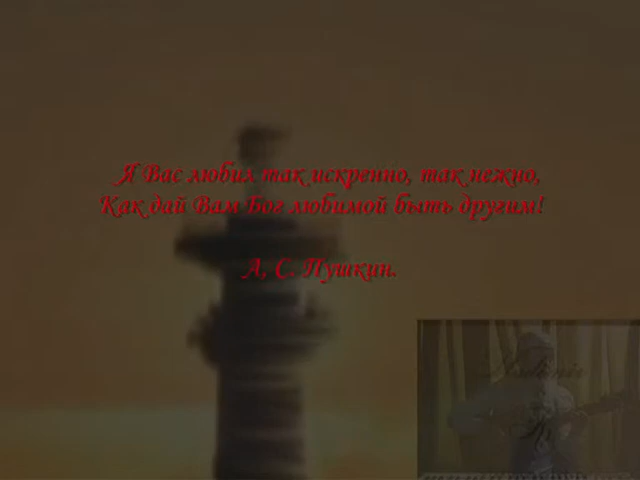 Я Вас любил так искренно, так нежно,
Как дай Вам Бог любимой быть другим!
А, С. Пушкин.